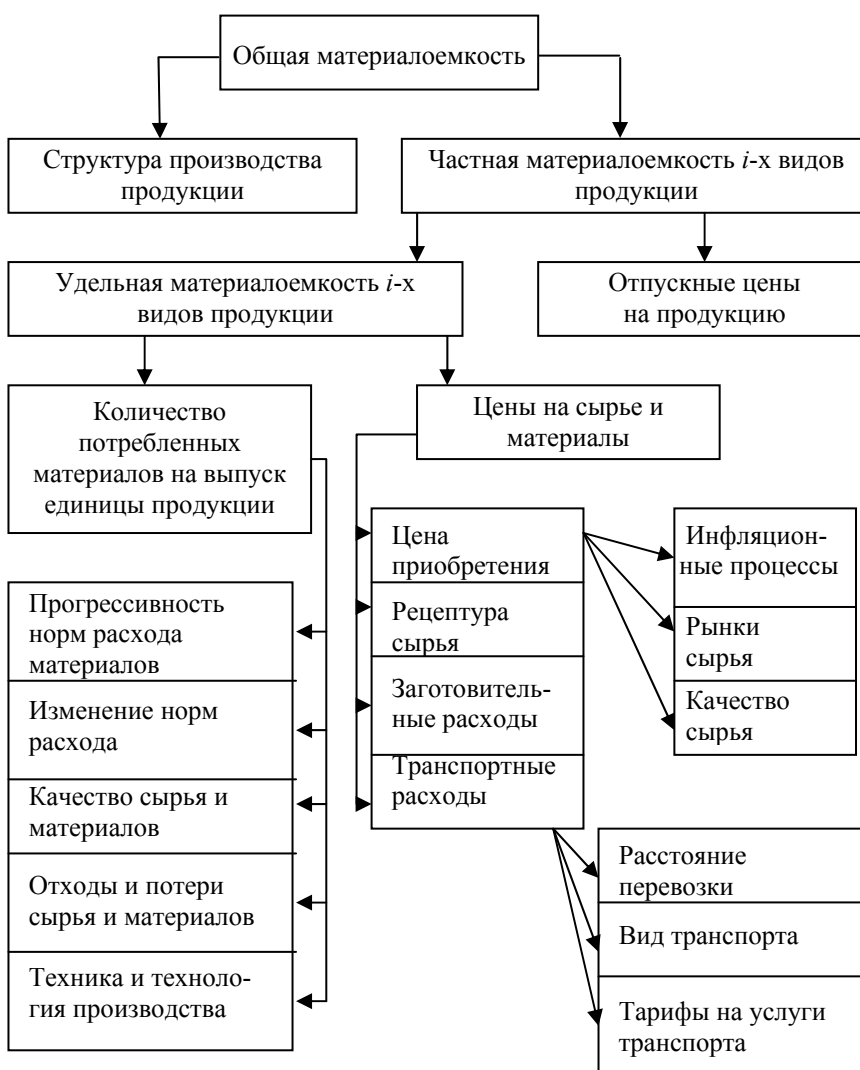 Общая материалоемкость
Структура производства
продукции
Частная материалоемкость i-х видов
продукции
Удельная материалоемкость i-х
видов продукции
Отпускные цены
на продукцию
Количество
потребленных
материалов на выпуск
единицы продукции
Цены на сырье и
материалы
Цена
приобретения
Рецептура
сырья
Заготовитель-
ные расходы
Транспортные
расходы
Инфляцион-
ные процессы
Рынки
сырья
Качество
сырья
Прогрессивность
норм расхода
материалов
Изменение норм
расхода
Качество сырья и
материалов
Отходы и потери
сырья и материалов
Техника и техноло-
гия производства
Расстояние
перевозки
Вид транспорта
Тарифы на услуги
транспорта